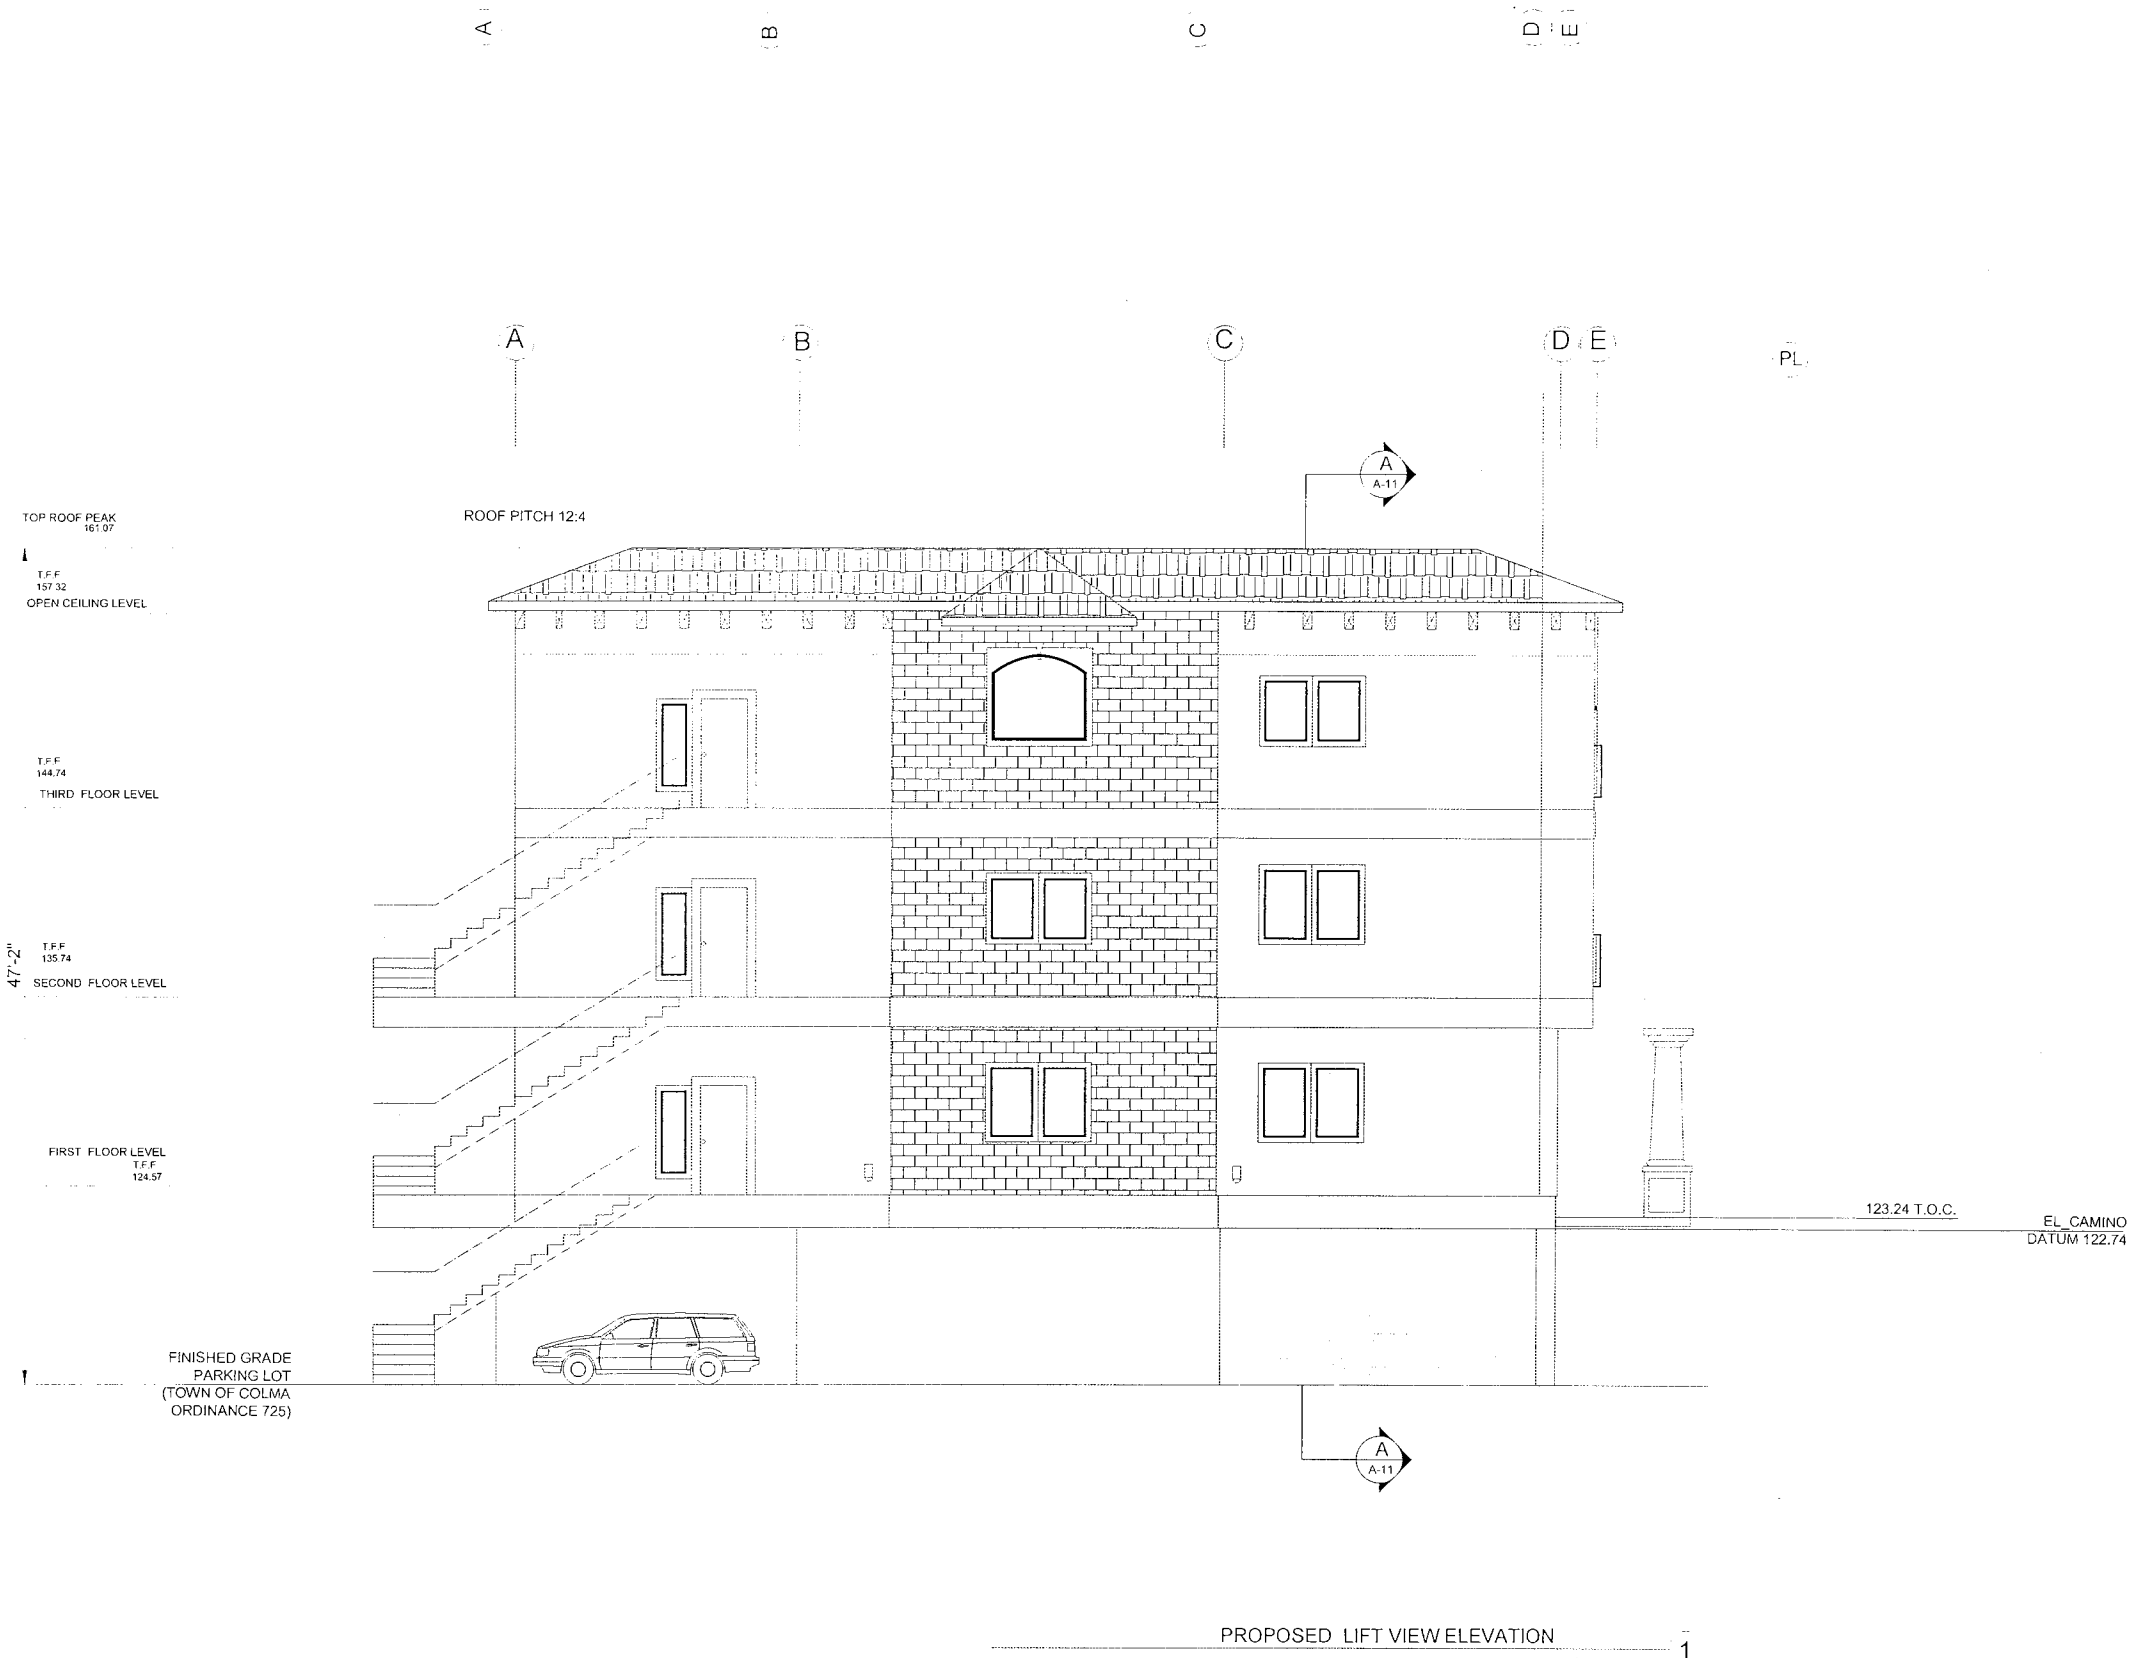 A B C D E
A B C D E
PL
A
A-11
TOP ROOF PEAK
161.07
ROOF PITCH 12:4
T.F.F
157.32
OPEN CEILING LEVEL
T.F.F
144.74
THIRD FLOOR LEVEL
47'-2"
T.F.F
135.74
SECOND FLOOR LEVEL
FIRST FLOOR LEVEL
T.F.F
124.57
123.24 T.O.C.
EL_CAMINO
DATUM 122.74
FINISHED GRADE
PARKING LOT
(TOWN OF COLMA
ORDINANCE 725)
A
A-11
PROPOSED LIFT VIEW ELEVATION
1